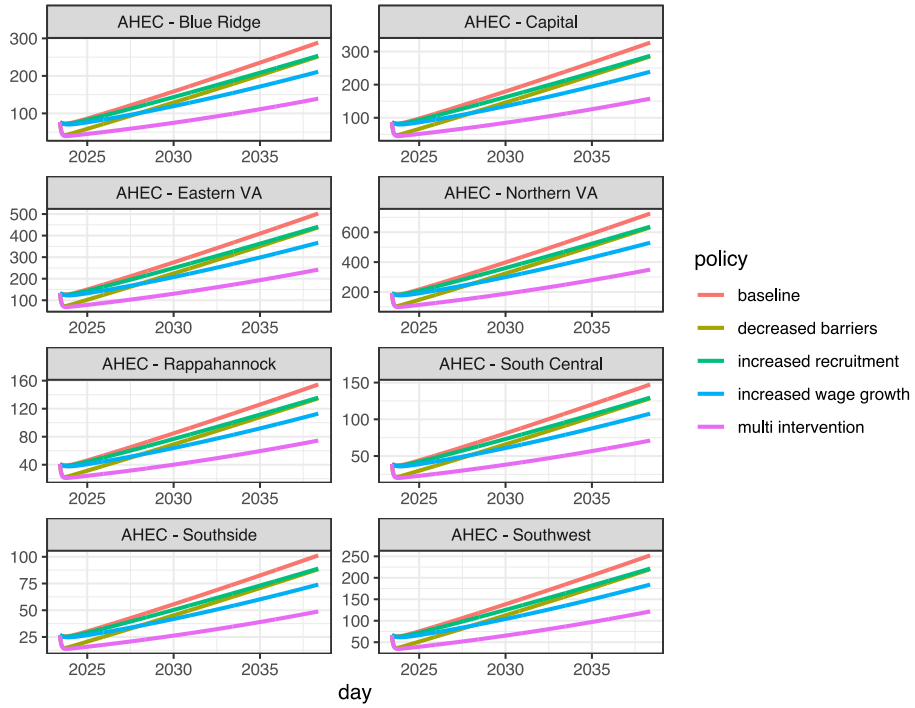 AHEC - Blue Ridge
300
200
100
2025 2030 2035
AHEC - Capital
300
200
100
2025 2030 2035
AHEC - Eastern VA
500
400
300
200
100
2025 2030 2035
AHEC - Northern VA
600
400
200
2025 2030 2035
AHEC - Rappahannock
160
120
80
40
2025 2030 2035
AHEC - South Central
150
100
50
2025 2030 2035
AHEC - Southside
100
75
50
25
2025 2030 2035
AHEC - Southwest
250
200
150
100
50
2025 2030 2035
day
policy
baseline
decreased barriers
increased recruitment
increased wage growth
multi intervention